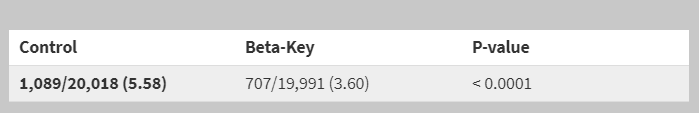 Control Beta-Key P-value
1,089/20,018 (5.58) 707/19,991 (3.60) < 0.0001